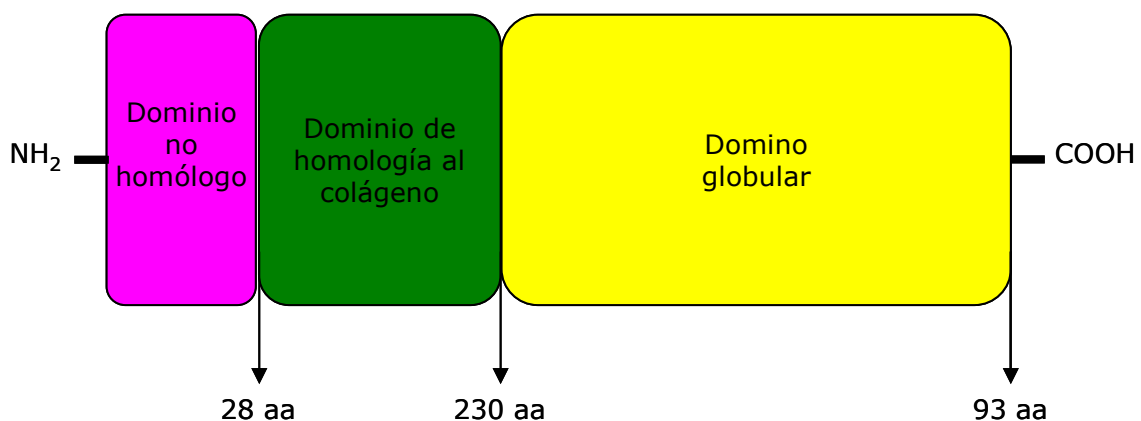 Dominio
no
homólogo
Dominio de
homología al
colágeno
Domino
globular
NH2
COOH
28 aa
230 aa
93 aa